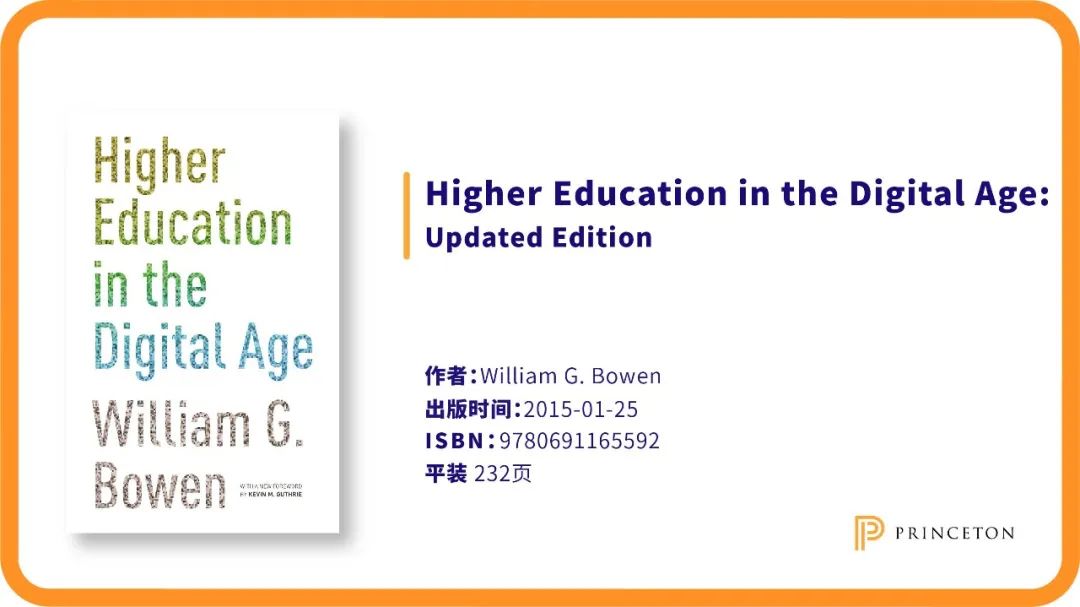 Higher
Education
in the
Digital Age
William G.
Bowen
WITH A NEW FOREWORD
BY KEVIN M. GUTHRIE
Higher Education in the Digital Age:
Updated Edition
作者:William G. Bowen
出版时间:2015-01-25
ISBN:9780691165592
平装 232页
PRINCETON